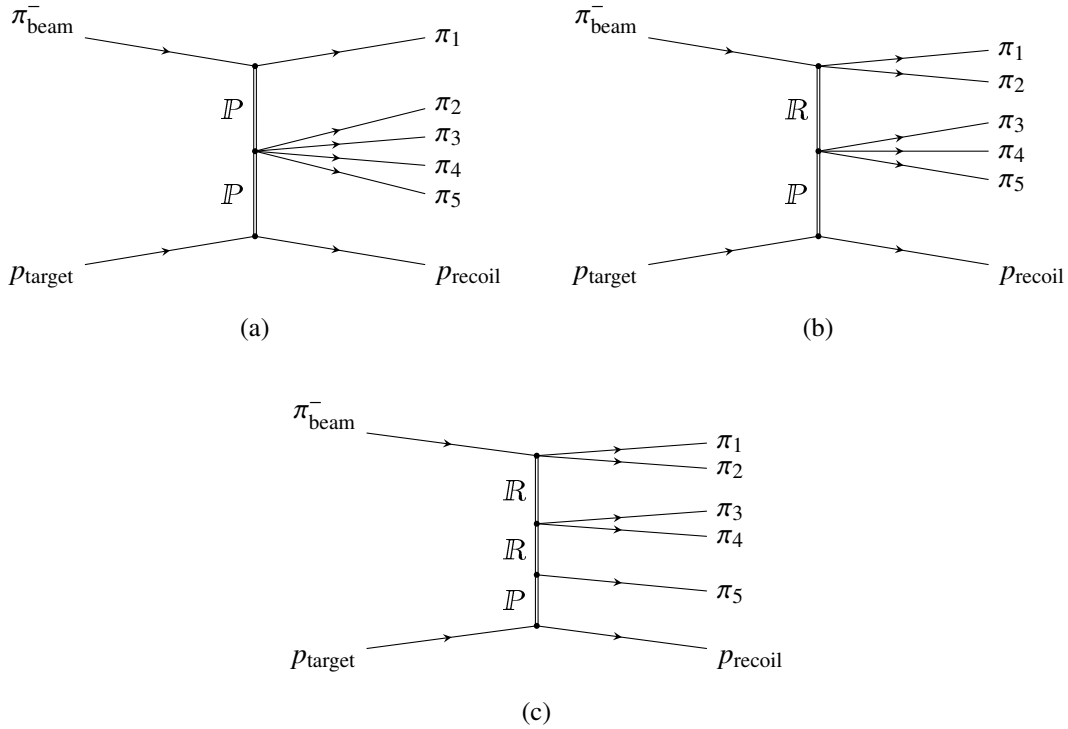 π⁻beam
π₁
π₂
π₃
π₄
π₅
ℙ
ℙ
ptarget
precoil
(a)
π⁻beam
π₁
π₂
π₃
π₄
π₅
ℝ
ℙ
ptarget
precoil
(b)
π⁻beam
π₁
π₂
π₃
π₄
π₅
ℝ
ℝ
ℙ
ptarget
precoil
(c)